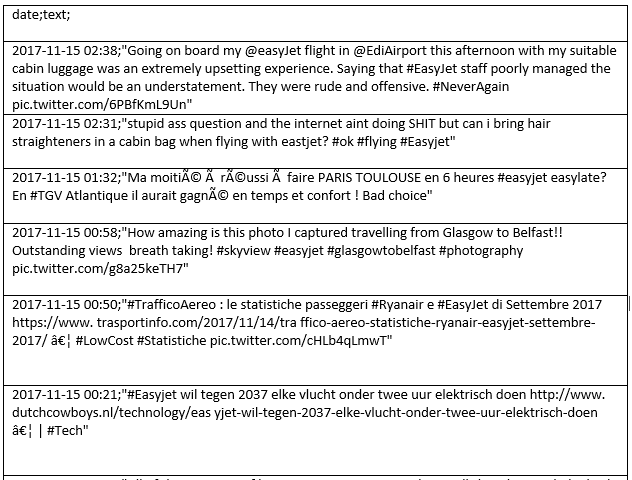 date;text;
2017-11-15 02:38;"Going on board my @easyJet flight in @EdiAirport this afternoon with my suitable
cabin luggage was an extremely upsetting experience. Saying that #EasyJet staff poorly managed the
situation would be an understatement. They were rude and offensive. #NeverAgain
pic.twitter.com/6PBfKmL9Un"
2017-11-15 02:31;"stupid ass question and the internet aint doing SHIT but can i bring hair
straighteners in a cabin bag when flying with eastjet? #ok #flying #Easyjet"
2017-11-15 01:32;"Ma moitiÃ© Ã  rÃ©ussi Ã  faire PARIS TOULOUSE en 6 heures #easyjet easylate?
En #TGV Atlantique il aurait gagnÃ© en temps et confort ! Bad choice"
2017-11-15 00:58;"How amazing is this photo I captured travelling from Glasgow to Belfast!!
Outstanding views  breath taking! #skyview #easyjet #glasgowtobelfast #photography
pic.twitter.com/g8a25keTH7"
2017-11-15 00:50;"#TrafficoAereo : le statistiche passeggeri #Ryanair e #EasyJet di Settembre 2017
https://www. trasportinfo.com/2017/11/14/tra ffico-aereo-statistiche-ryanair-easyjet-settembre-
2017/ â€¦ #LowCost #Statistiche pic.twitter.com/cHLb4qLmwT"
2017-11-15 00:21;"#Easyjet wil tegen 2037 elke vlucht onder twee uur elektrisch doen http://www.
dutchcowboys.nl/technology/eas yjet-wil-tegen-2037-elke-vlucht-onder-twee-uur-elektrisch-doen
â€¦ | #Tech"